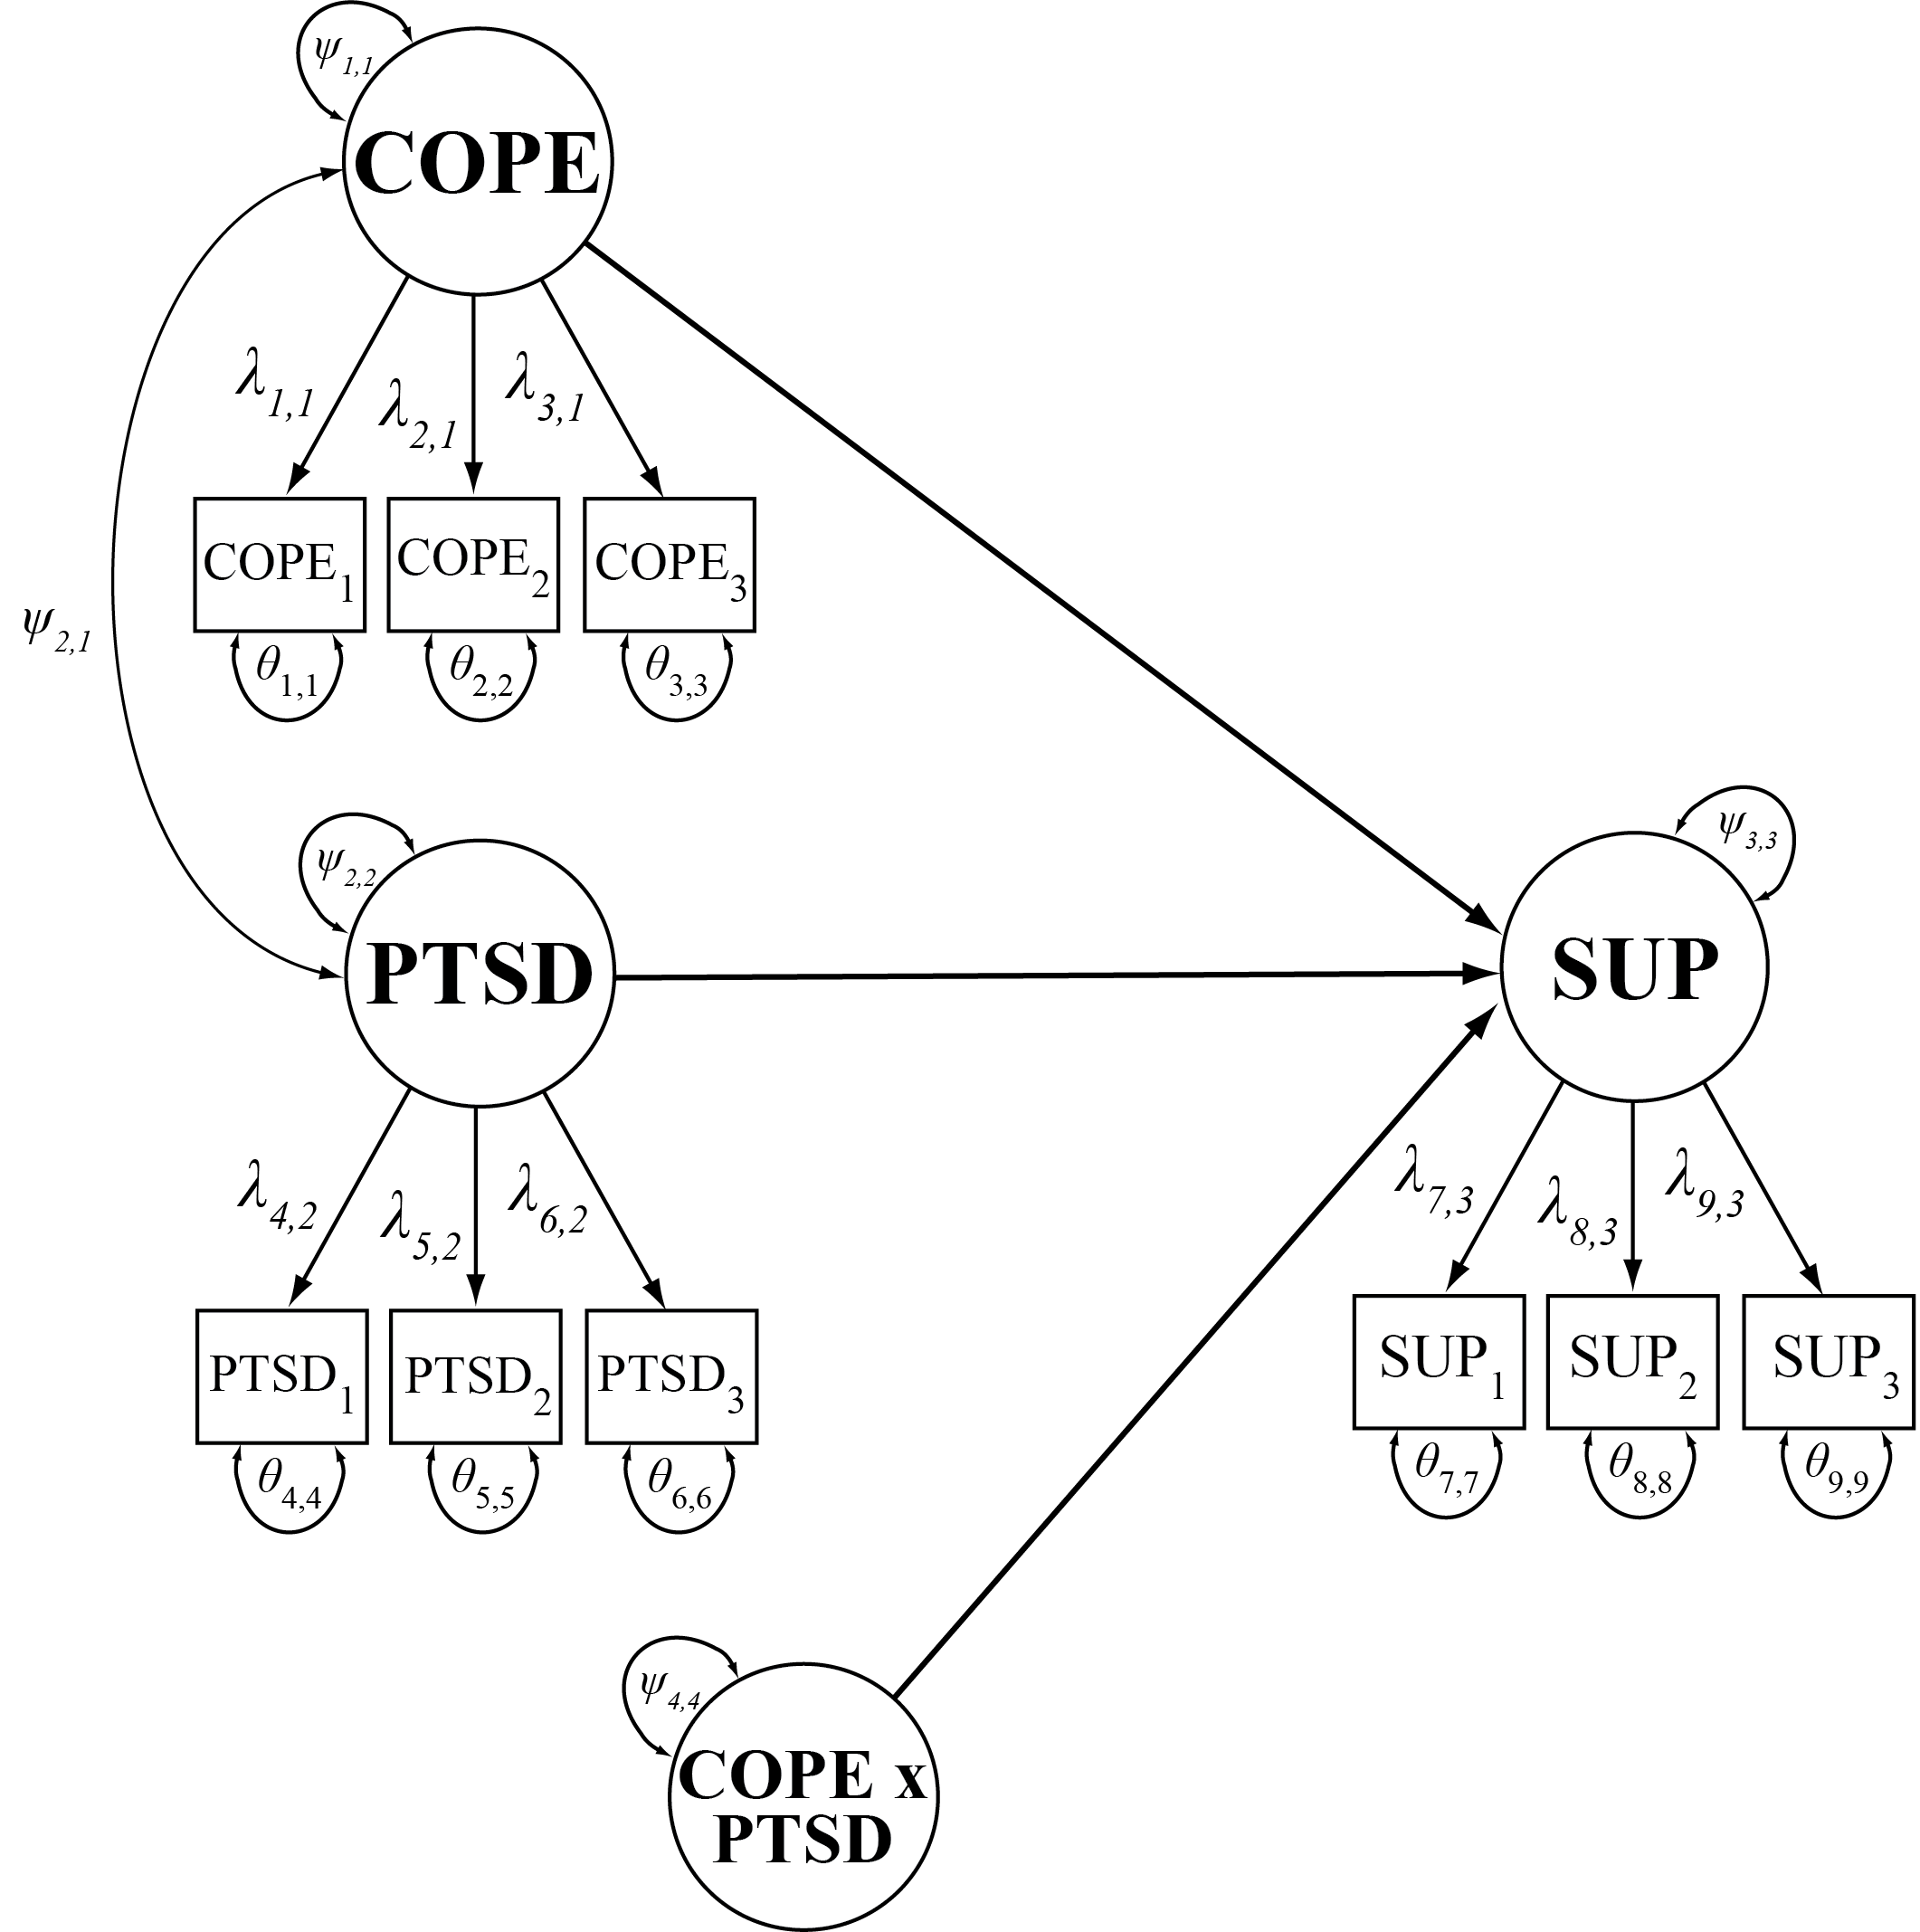 ψ1,1
COPE
λ1,1
λ2,1
λ3,1
COPE1
COPE2
COPE3
θ1,1
θ2,2
θ3,3
ψ2,1
ψ2,2
PTSD
ψ3,3
SUP
λ4,2
λ5,2
λ6,2
λ7,3
λ8,3
λ9,3
PTSD1
PTSD2
PTSD3
SUP1
SUP2
SUP3
θ4,4
θ5,5
θ6,6
θ7,7
θ8,8
θ9,9
ψ4,4
COPE x
PTSD